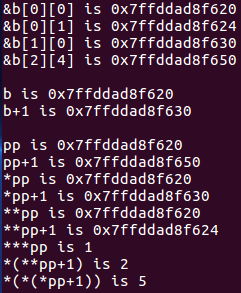 &b[0][0] is 0x7ffddad8f620
&b[0][1] is 0x7ffddad8f624
&b[1][0] is 0x7ffddad8f630
&b[2][4] is 0x7ffddad8f650
b is 0x7ffddad8f620
b+1 is 0x7ffddad8f630
pp is 0x7ffddad8f620
pp+1 is 0x7ffddad8f650
*pp is 0x7ffddad8f620
*pp+1 is 0x7ffddad8f630
**pp is 0x7ffddad8f620
**pp+1 is 0x7ffddad8f624
***pp is 1
*(**pp+1) is 2
*(*(*pp+1)) is 5